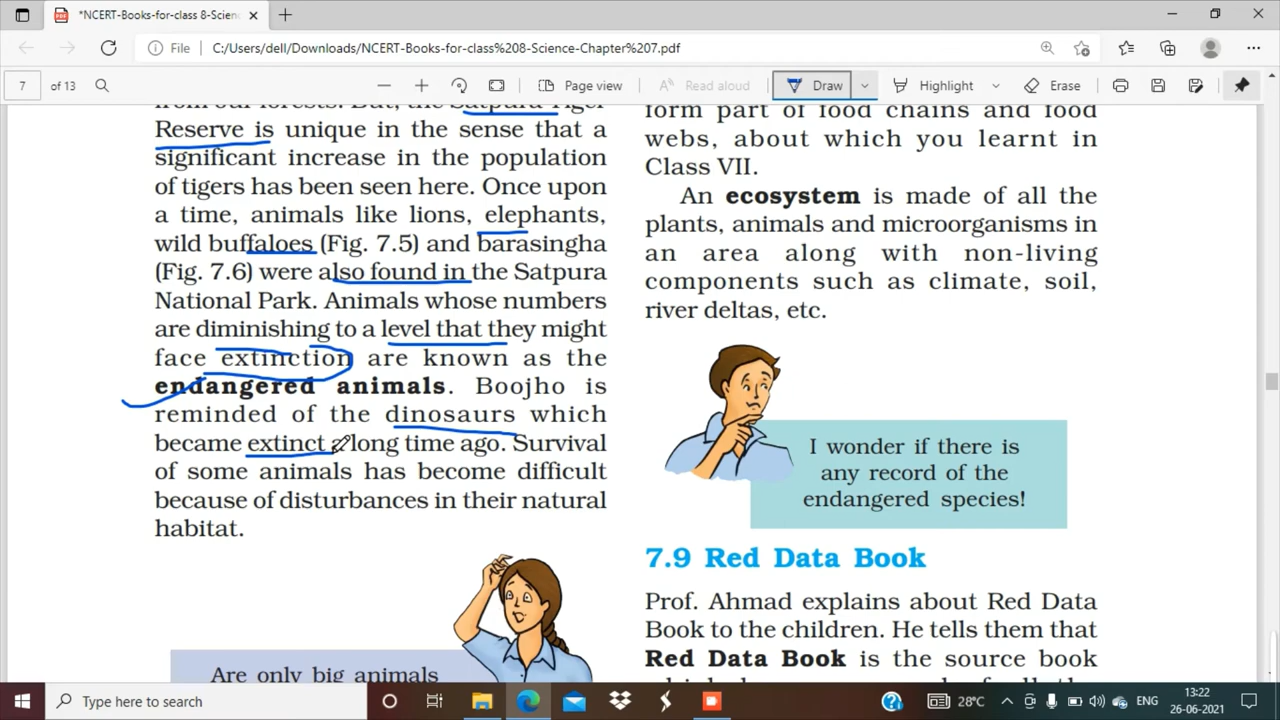 *NCERT-Books-for-class 8-Scien
File
C:/Users/dell/Downloads/NCERT-Books-for-class%208-Science-Chapter%207.pdf
7 of 13
Page view
Read aloud
Draw
Highlight
Erase
from our forests. But, the Satpura Tiger
Reserve is unique in the sense that a
significant increase in the population
of tigers has been seen here. Once upon
a time, animals like lions, elephants,
wild buffaloes (Fig. 7.5) and barasingha
(Fig. 7.6) were also found in the Satpura
National Park. Animals whose numbers
are diminishing to a level that they might
face extinction are known as the
endangered animals. Boojho is
reminded of the dinosaurs which
became extinct a long time ago. Survival
of some animals has become difficult
because of disturbances in their natural
habitat.
Are only big animals
form part of food chains and food
webs, about which you learnt in
Class VII.
An ecosystem is made of all the
plants, animals and microorganisms in
an area along with non-living
components such as climate, soil,
river deltas, etc.
I wonder if there is
any record of the
endangered species!
7.9 Red Data Book
Prof. Ahmad explains about Red Data
Book to the children. He tells them that
Red Data Book is the source book
Type here to search
28°C
ENG
13:22
26-06-2021